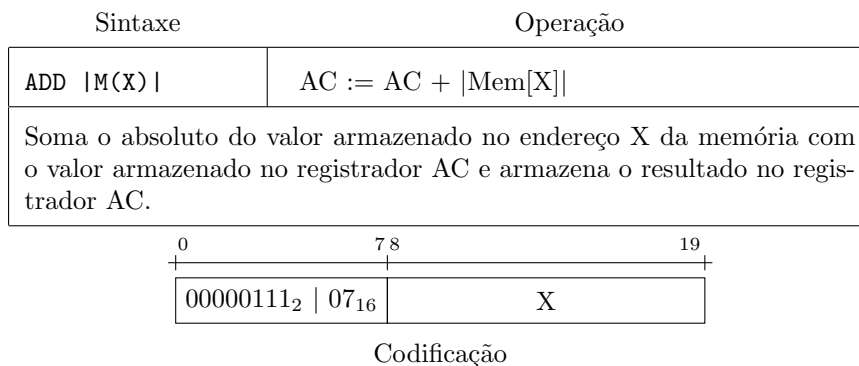 Sintaxe Operação
ADD |M(X)| AC := AC + |Mem[X]|
Soma o absoluto do valor armazenado no endereço X da memória com
o valor armazenado no registrador AC e armazena o resultado no regis-
trador AC.
0 7 8 19
00000111₂ | 07₁₆ X
Codificação